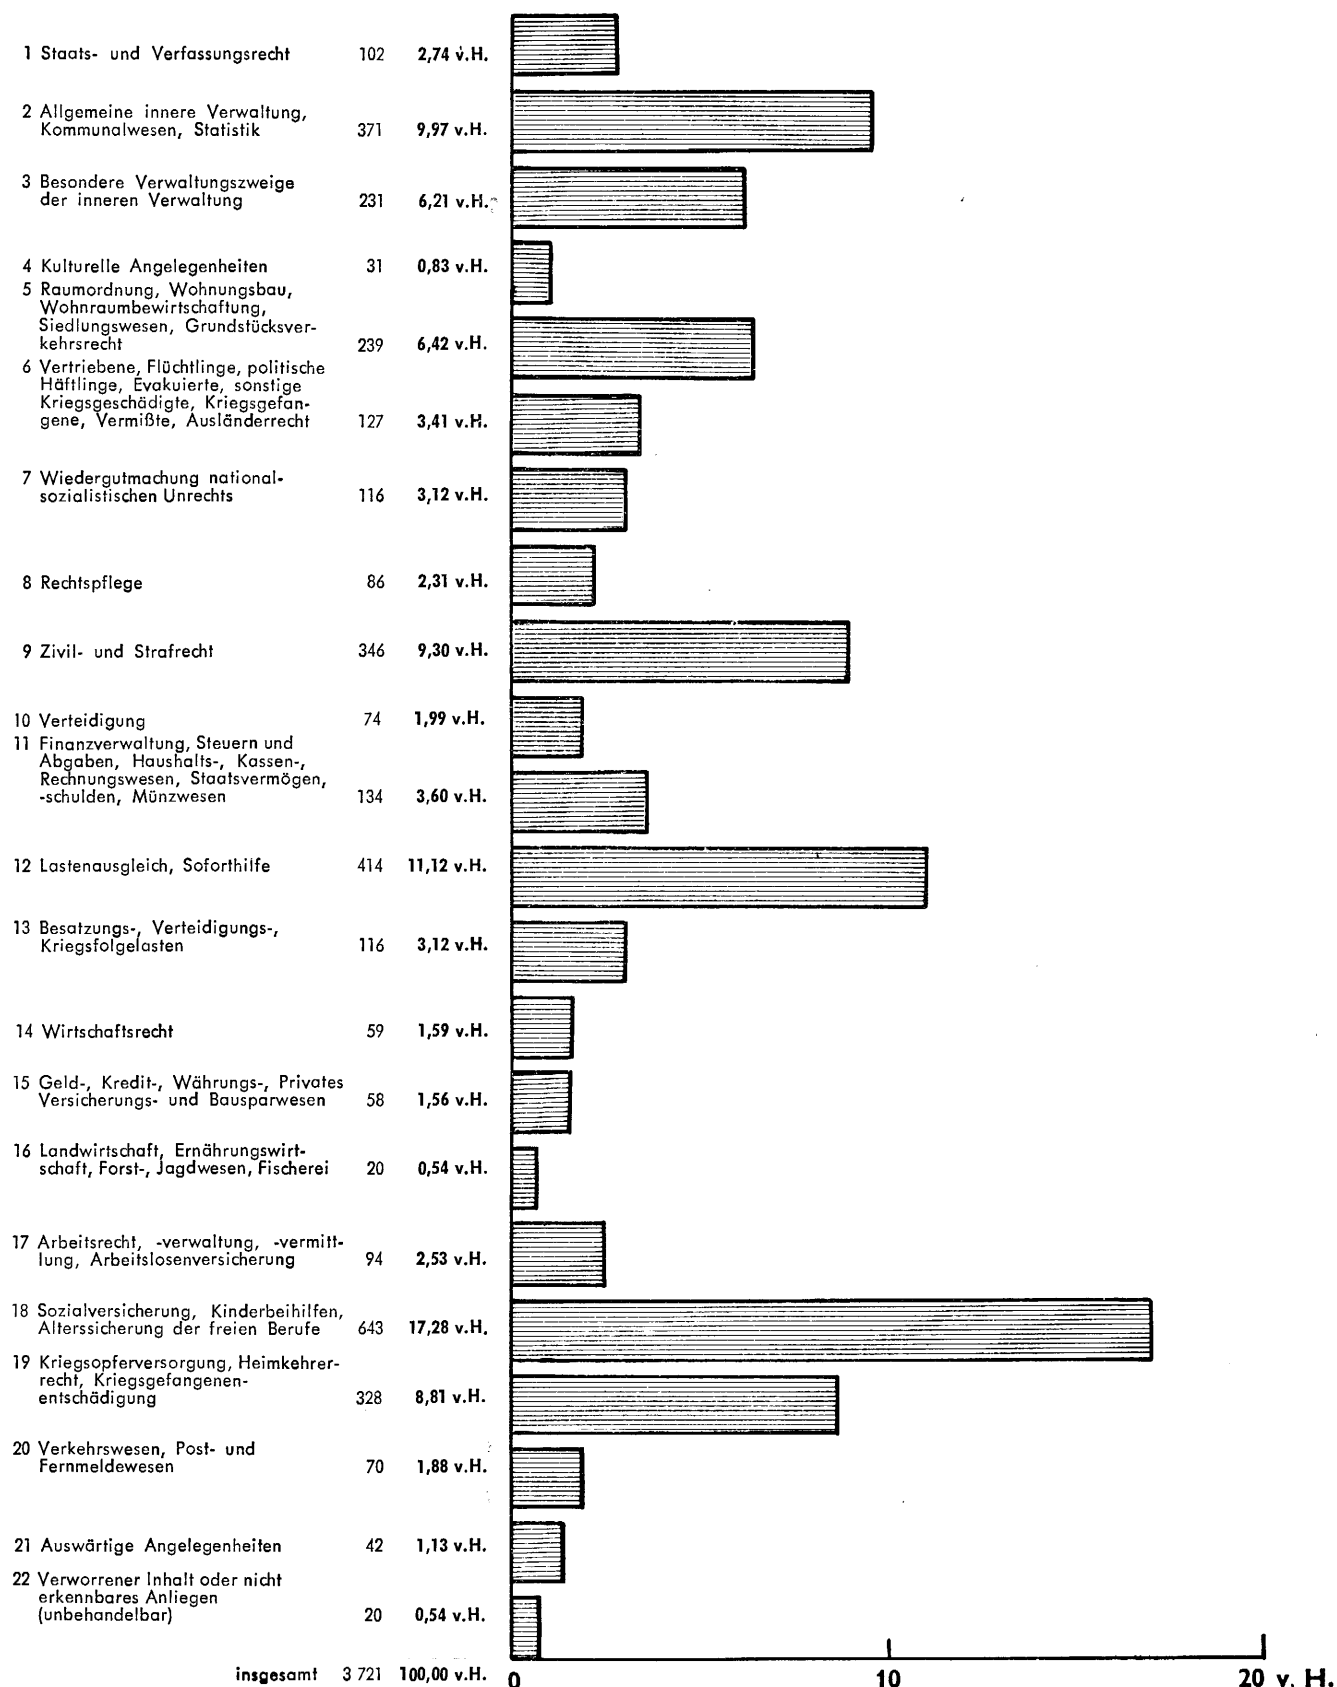 1 Staats- und Verfassungsrecht 102 2,74 v.H.
2 Allgemeine innere Verwaltung,
Kommunalwesen, Statistik 371 9,97 v.H.
3 Besondere Verwaltungszweige
der inneren Verwaltung 231 6,21 v.H.
4 Kulturelle Angelegenheiten 31 0,83 v.H.
5 Raumordnung, Wohnungsbau,
Wohnraumbewirtschaftung,
Siedlungswesen, Grundstücksver-
kehrsrecht 239 6,42 v.H.
6 Vertriebene, Flüchtlinge, politische
Häftlinge, Evakuierte, sonstige
Kriegsgeschädigte, Kriegsgefan-
gene, Vermißte, Ausländerrecht 127 3,41 v.H.
7 Wiedergutmachung national-
sozialistischen Unrechts 116 3,12 v.H.
8 Rechtspflege 86 2,31 v.H.
9 Zivil- und Strafrecht 346 9,30 v.H.
10 Verteidigung 74 1,99 v.H.
11 Finanzverwaltung, Steuern und
Abgaben, Haushalts-, Kassen-,
Rechnungswesen, Staatsvermögen,
-schulden, Münzwesen 134 3,60 v.H.
12 Lastenausgleich, Soforthilfe 414 11,12 v.H.
13 Besatzungs-, Verteidigungs-,
Kriegsfolgelasten 116 3,12 v.H.
14 Wirtschaftsrecht 59 1,59 v.H.
15 Geld-, Kredit-, Währungs-, Privates
Versicherungs- und Bausparwesen 58 1,56 v.H.
16 Landwirtschaft, Ernährungswirt-
schaft, Forst-, Jagdwesen, Fischerei 20 0,54 v.H.
17 Arbeitsrecht, -verwaltung, -vermitt-
lung, Arbeitslosenversicherung 94 2,53 v.H.
18 Sozialversicherung, Kinderbeihilfen,
Alterssicherung der freien Berufe 643 17,28 v.H.
19 Kriegsopferversorgung, Heimkehrer-
recht, Kriegsgefangenen-
entschädigung 328 8,81 v.H.
20 Verkehrswesen, Post- und
Fernmeldewesen 70 1,88 v.H.
21 Auswärtige Angelegenheiten 42 1,13 v.H.
22 Verworrener Inhalt oder nicht
erkennbares Anliegen
(unbehandelbar) 20 0,54 v.H.
insgesamt 3 721 100,00 v.H. 0 10 20 v. H.